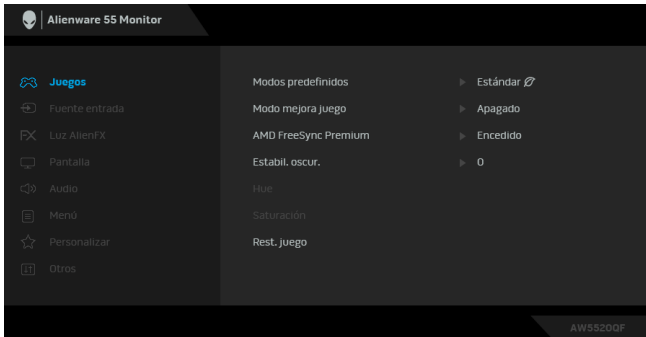 Alienware 55 Monitor
Juegos
Modos predefinidos Estándar
Fuente entrada
Modo mejora juego Apagado
Luz AlienFX
AMD FreeSync Premium Encedido
Pantalla
Estabil. oscur. 0
Audio
Hue
Menú
Saturación
Personalizar
Rest. juego
Otros
AW5520QF